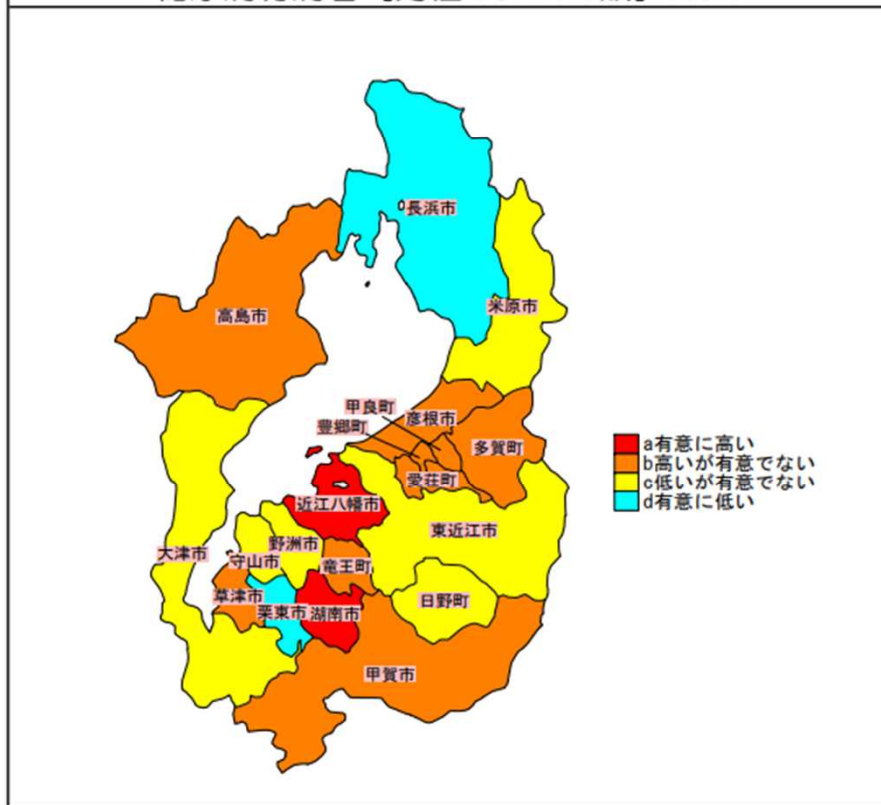 長浜市
米原市
高島市
甲良町
彦根市
豊郷町
多賀町
愛荘町
a有意に高い
b高いが有意でない
c低いが有意でない
d有意に低い
近江八幡市
東近江市
大津市
野洲市
守山市
竜王町
草津市
日野町
栗東市
湖南市
甲賀市